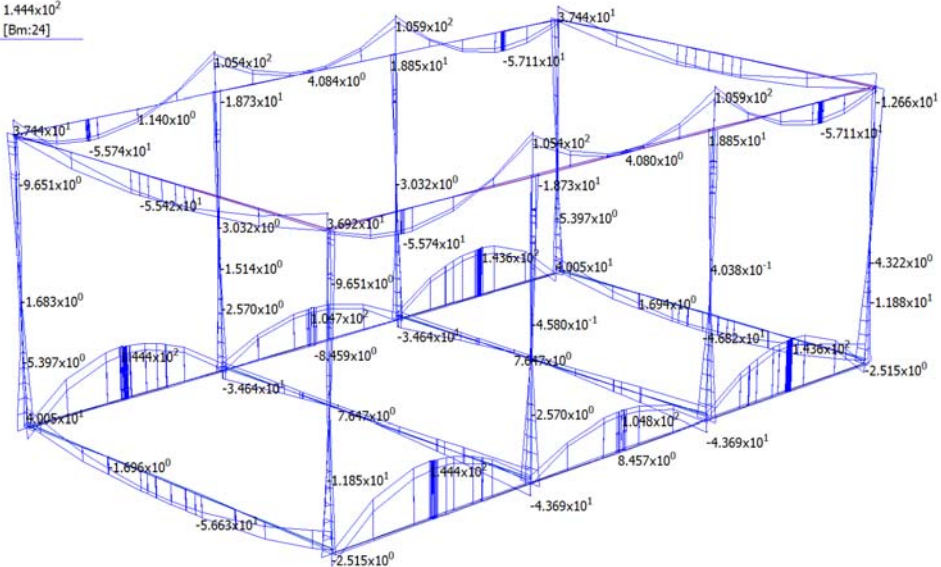 1.444x10²
[Bm:24]
3.744x10¹
1.059x10²
1.054x10²
1.885x10¹
-5.711x10¹
4.084x10⁰
-1.873x10¹
1.059x10²
-1.266x10¹
1.140x10⁰
3.744x10¹
-5.574x10¹
1.054x10²
1.885x10¹
-5.711x10¹
4.080x10⁰
-9.651x10⁰
-3.032x10⁰
-1.873x10¹
-5.542x10¹
-5.397x10⁰
3.032x10⁰
3.692x10¹
-5.574x10¹
1.436x10²
4.005x10¹
4.038x10⁻¹
-4.322x10⁰
1.514x10⁰
9.651x10⁰
-1.683x10⁰
-2.570x10⁰
1.047x10²
1.694x10⁰
-1.188x10¹
-4.580x10⁻¹
-3.464x10¹
-4.682x10¹
1.436x10²
-8.459x10⁰
7.647x10⁰
-5.397x10⁰
444x10²
-2.515x10⁰
-3.464x10¹
4.005x10¹
7.647x10⁰
-2.570x10⁰
1.048x10²
-4.369x10¹
8.457x10⁰
-1.696x10⁰
-1.185x10¹
444x10²
-4.369x10¹
-5.663x10¹
-2.515x10⁰